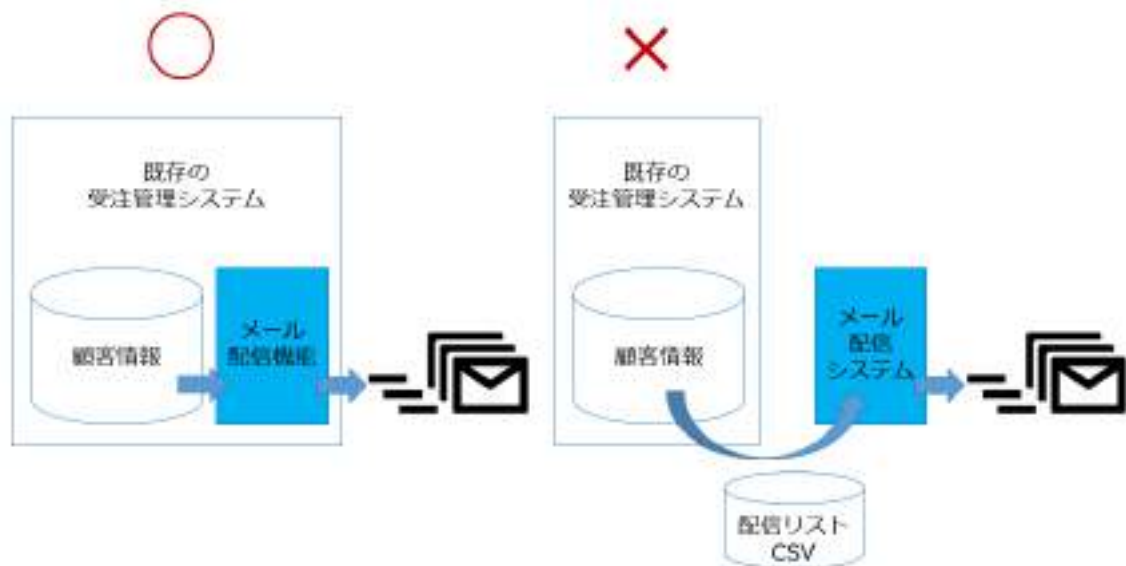 既存の
受注管理システム
顧客情報
メール
配信機能
既存の
受注管理システム
顧客情報
メール
配信
システム
配信リスト
CSV